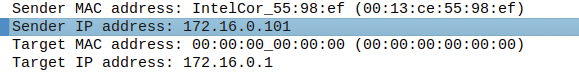 Sender MAC address: IntelCor_55:98:ef (00:13:ce:55:98:ef)
Sender IP address: 172.16.0.101
Target MAC address: 00:00:00_00:00:00 (00:00:00:00:00:00)
Target IP address: 172.16.0.1